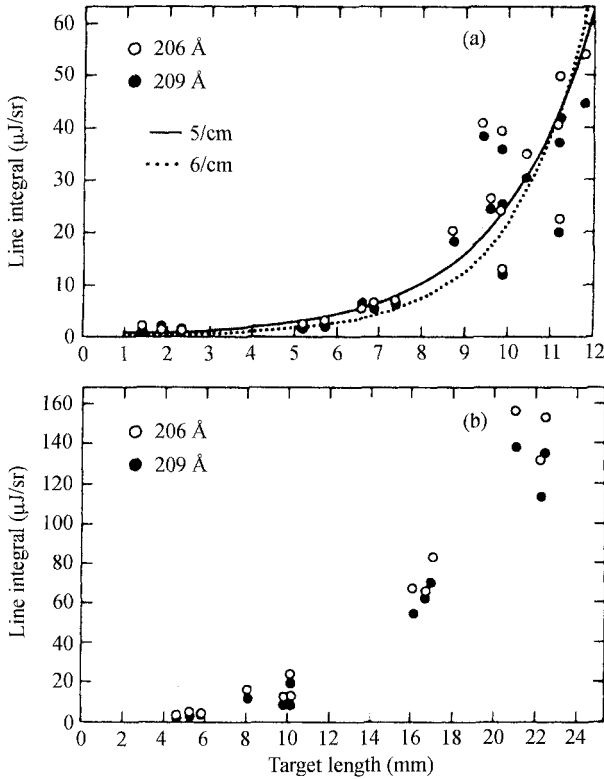 (a)
206 Å
209 Å
5/cm
6/cm
Line integral (μJ/sr)
60
50
40
30
20
10
0
0 1 2 3 4 5 6 7 8 9 10 11 12
(b)
206 Å
209 Å
Line integral (μJ/sr)
160
140
120
100
80
60
40
20
0
0 2 4 6 8 10 12 14 16 18 20 22 24
Target length (mm)